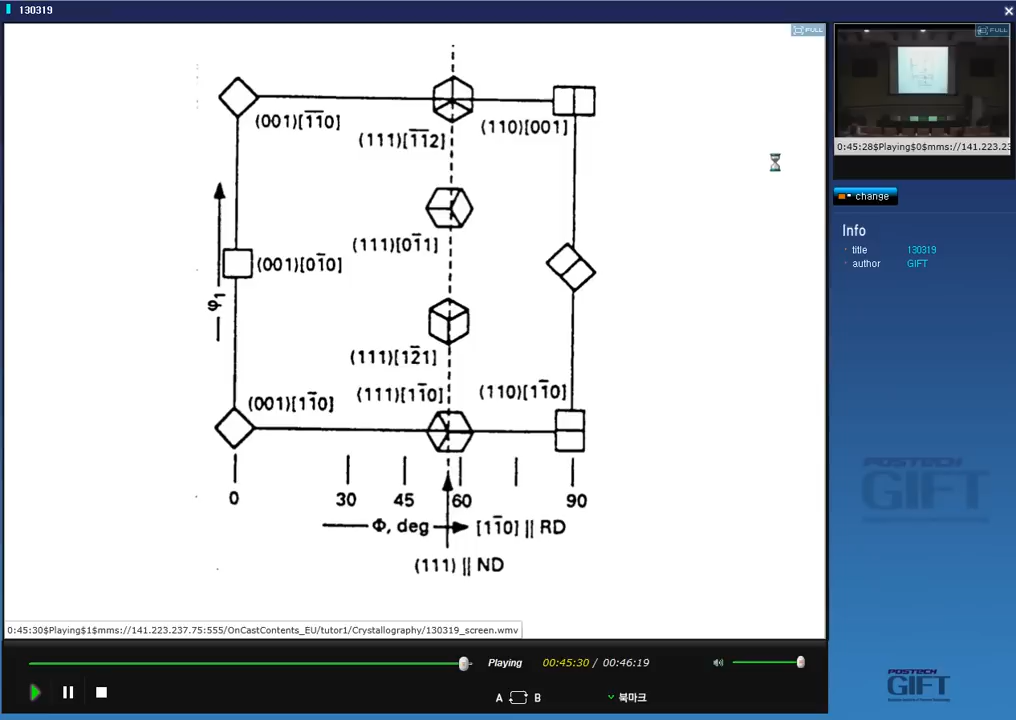 130319
FULL
FULL
(001)[1̅1̅0]
(111)[1̅1̅2]
(110)[001]
0:45:28$Playing$0$mms://141.223.23
change
Info
title 130319
author GIFT
(111)[01̅1]
(001)[01̅0]
φ1
(111)[12̅1]
(111)[11̅0]
(110)[11̅0]
(001)[11̅0]
0 30 45 60 90
Φ, deg [11̅0] || RD
(111) || ND
POSTECH
GIFT
0:45:30$Playing$1$mms://141.223.237.75:555/OnCastContents_EU/tutor1/Crystallography/130319_screen.wmv
Playing 00:45:30 / 00:46:19
A B 북마크
POSTECH
GIFT